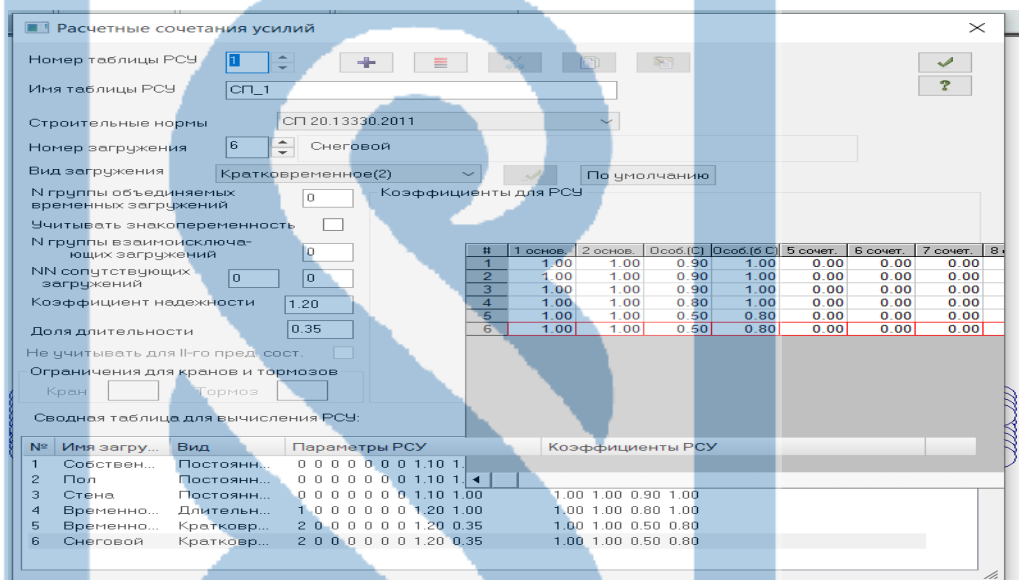 Расчетные сочетания усилий
Номер таблицы РСУ 1
Имя таблицы РСУ СП_1
Строительные нормы СП 20.13330.2011
Номер загружения 6 Снеговой
Вид загружения Кратковременное(2) По умолчанию
N группы объединяемых временных загружений 0
Коэффициенты для РСУ
Учитывать знакопеременность
N группы взаимоисключа-ющих загружений 0
NN сопутствующих загружений 0 0
Коэффициент надежности 1.20
Доля длительности 0.35
Не учитывать для II-го пред. сост.
Ограничения для кранов и тормозов
Кран Тормоз
# 1 основ. 2 основ. Особ.(С) Особ.(б С) 5 сочет. 6 сочет. 7 сочет. 8
1 1.00 1.00 0.90 1.00 0.00 0.00 0.00
2 1.00 1.00 0.90 1.00 0.00 0.00 0.00
3 1.00 1.00 0.90 1.00 0.00 0.00 0.00
4 1.00 1.00 0.80 1.00 0.00 0.00 0.00
5 1.00 1.00 0.50 0.80 0.00 0.00 0.00
6 1.00 1.00 0.50 0.80 0.00 0.00 0.00
Сводная таблица для вычисления РСУ:
№ Имя загру... Вид Параметры РСУ Коэффициенты РСУ
1 Собствен... Постоянн... 0 0 0 0 0 0 0 1.10 1.
2 Пол Постоянн... 0 0 0 0 0 0 0 1.10 1.
3 Стена Постоянн... 0 0 0 0 0 0 0 1.10 1.00 1.00 1.00 0.90 1.00
4 Временно... Длительн... 1 0 0 0 0 0 0 1.20 1.00 1.00 1.00 0.80 1.00
5 Временно... Кратковр... 2 0 0 0 0 0 0 1.20 0.35 1.00 1.00 0.50 0.80
6 Снеговой Кратковр... 2 0 0 0 0 0 0 1.20 0.35 1.00 1.00 0.50 0.80